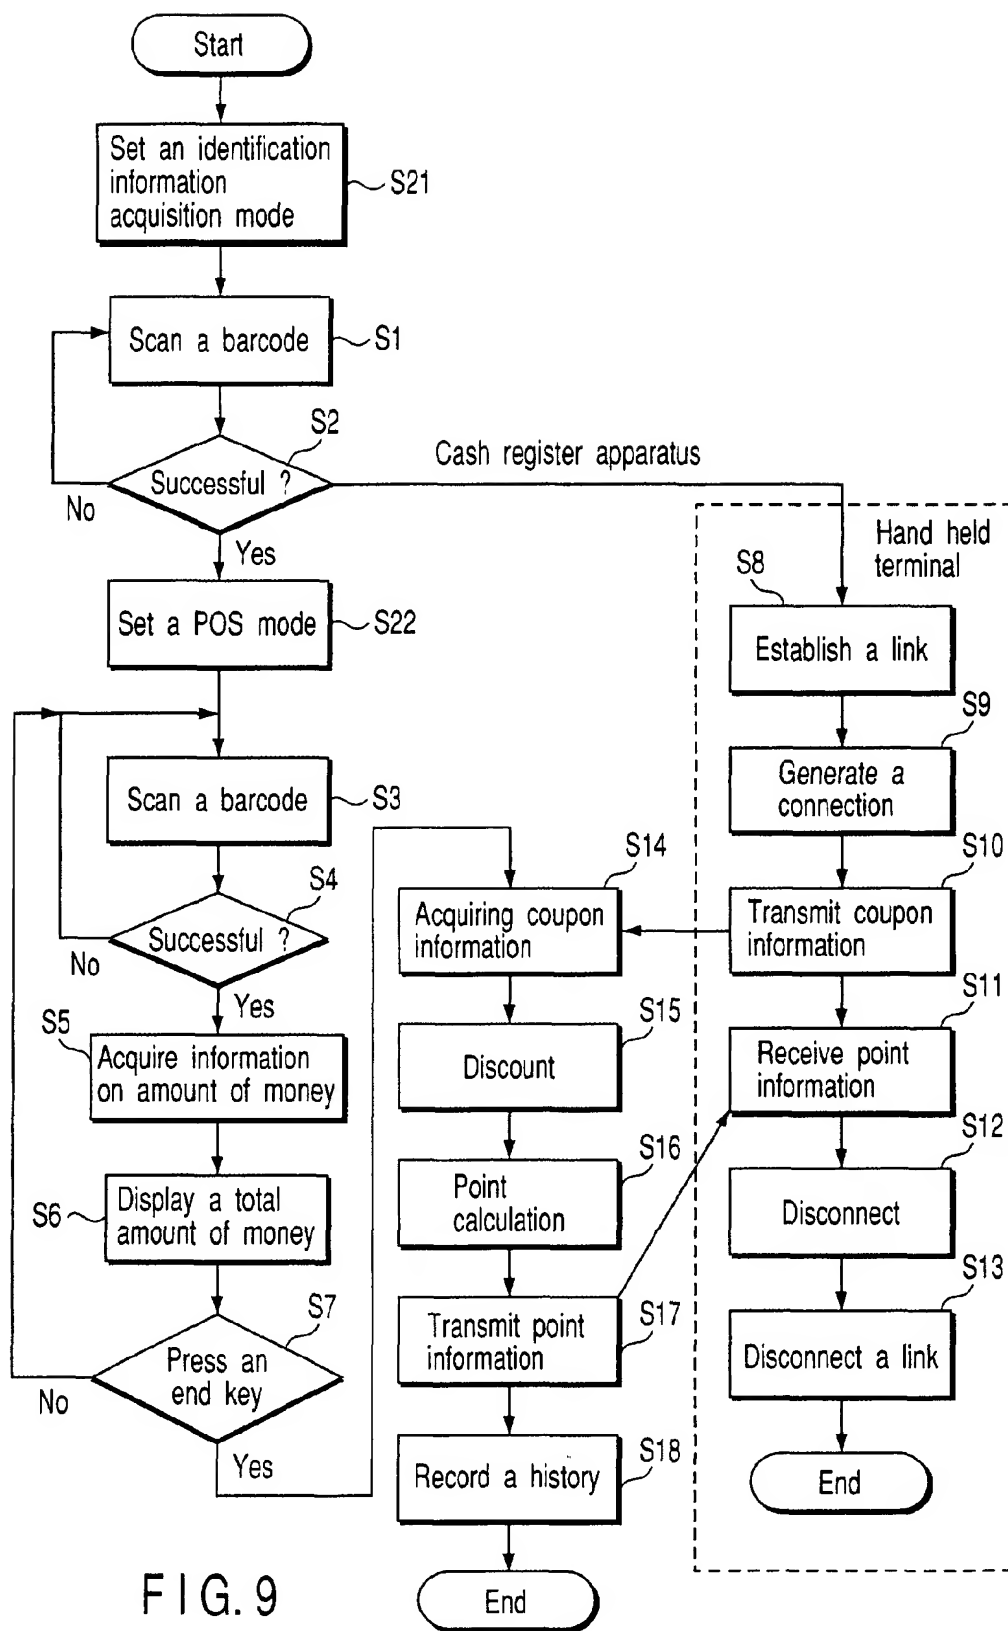 Start
Set an identification
information
acquisition mode
S21
Scan a barcode
S1
S2
Successful ?
No
Yes
Cash register apparatus
Set a POS mode
S22
Scan a barcode
S3
S4
Successful ?
No
Yes
S5
Acquire information
on amount of money
S6
Display a total
amount of money
S7
Press an
end key
No
Yes
S14
Acquiring coupon
information
S15
Discount
S16
Point
calculation
S17
Transmit point
information
S18
Record a history
End
Hand held
terminal
S8
Establish a link
S9
Generate a
connection
S10
Transmit coupon
information
S11
Receive point
information
S12
Disconnect
S13
Disconnect a link
End
FIG. 9